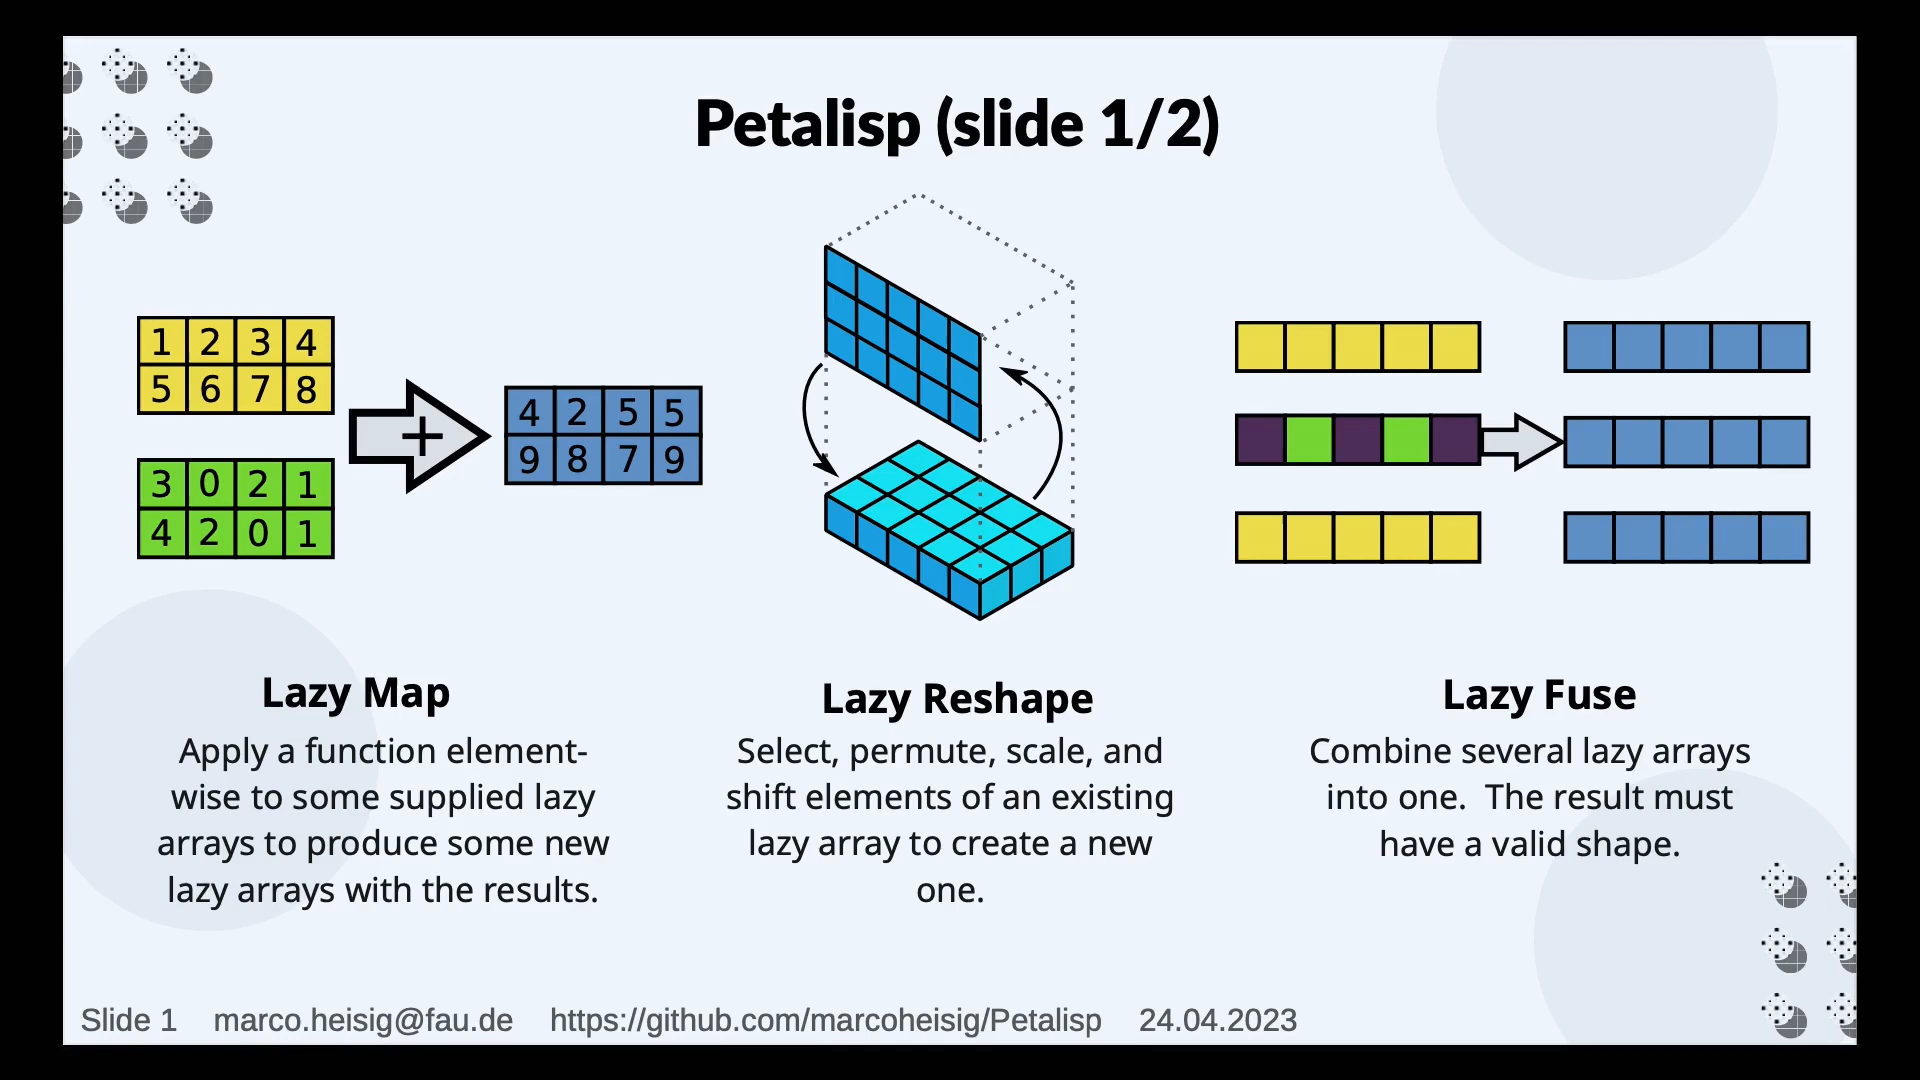 Petalisp (slide 1/2)
1 2 3 4
5 6 7 8
3 0 2 1
4 2 0 1
+
4 2 5 5
9 8 7 9
Lazy Map
Apply a function element-
wise to some supplied lazy
arrays to produce some new
lazy arrays with the results.
Lazy Reshape
Select, permute, scale, and
shift elements of an existing
lazy array to create a new
one.
Lazy Fuse
Combine several lazy arrays
into one.  The result must
have a valid shape.
Slide 1 marco.heisig@fau.de https://github.com/marcoheisig/Petalisp 24.04.2023